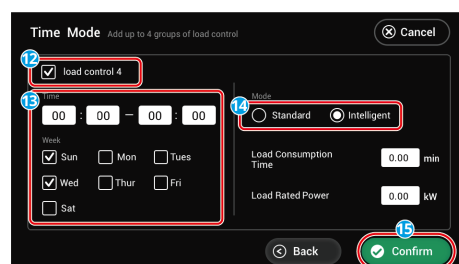 Time Mode Add up to 4 groups of load control
Cancel
12
load control 4
13
Time
00 : 00 — 00 : 00
Week
Sun Mon Tues
Wed Thur Fri
Sat
14
Mode
Standard Intelligent
Load Consumption Time 0.00 min
Load Rated Power 0.00 kW
15
Back Confirm